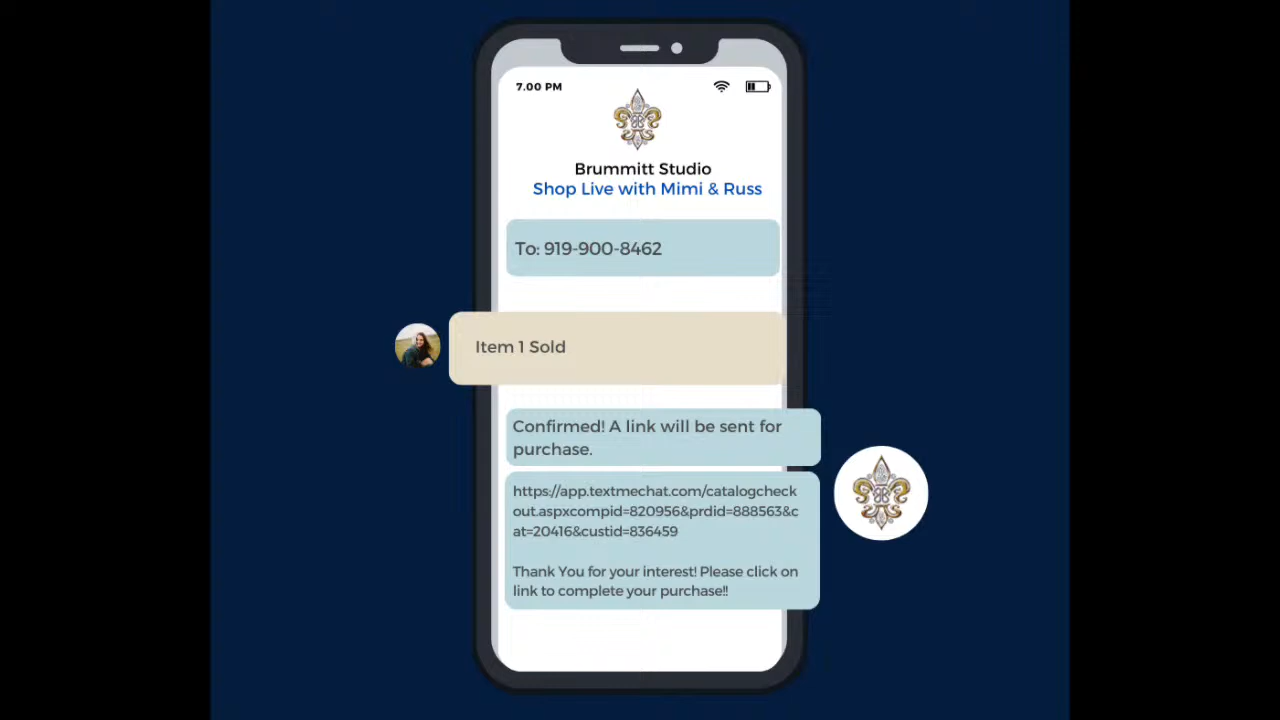 7.00 PM
Brummitt Studio
Shop Live with Mimi & Russ
To: 919-900-8462
Item 1 Sold
Confirmed! A link will be sent for
purchase.
https://app.textmechat.com/catalogcheck
out.aspxcompid=820956&prdid=888563&c
at=20416&custid=836459
Thank You for your interest! Please click on
link to complete your purchase!!